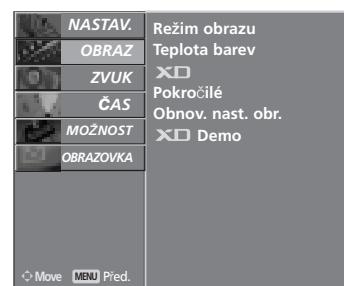 NASTAV.
OBRAZ
ZVUK
ČAS
MOŽNOST
OBRAZOVKA
Režim obrazu
Teplota barev
XD
Pokročilé
Obnov. nast. obr.
XD Demo
Move MENU Před.